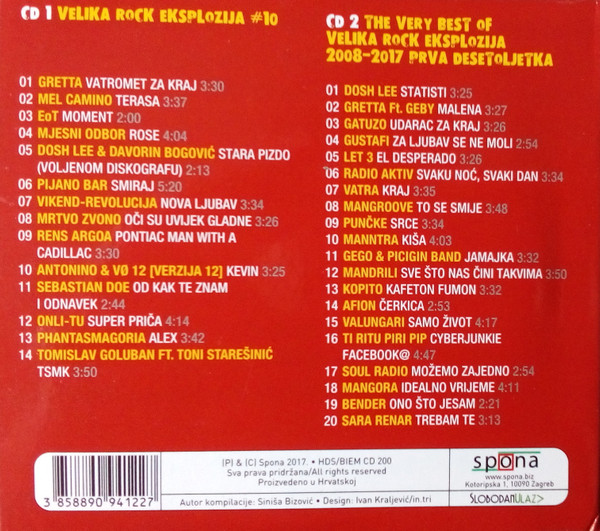 CD 1 VELIKA ROCK EKSPLOZIJA #10
01 GRETTA VATROMET ZA KRAJ 3:30
02 MEL CAMINO TERASA 3:37
03 EoT MOMENT 2:00
04 MJESNI ODBOR ROSE 4:04
05 DOSH LEE & DAVORIN BOGOVIĆ STARA PIZDO
(VOLJENOM DISKOGRAFU) 2:13
06 PIJANO BAR SMIRAJ 5:20
07 VIKEND-REVOLUCIJA NOVA LJUBAV 3:34
08 MRTVO ZVONO OČI SU UVIJEK GLADNE 3:26
09 RENS ARGOA PONTIAC MAN WITH A
CADILLAC 3:30
10 ANTONINO & VØ 12 [VERZIJA 12] KEVIN 3:25
11 SEBASTIAN DOE OD KAK TE ZNAM
I ODNAVEK 2:44
12 ONLI-TU SUPER PRIČA 4:14
13 PHANTASMAGORIA ALEX 3:42
14 TOMISLAV GOLUBAN FT. TONI STAREŠINIĆ
TSMK 3:50
CD 2 THE VERY BEST OF
VELIKA ROCK EKSPLOZIJA
2008-2017 PRVA DESETOLJETKA
01 DOSH LEE STATISTI 3:25
02 GRETTA Ft. GEBY MALENA 3:27
03 GATUZO UDARAC ZA KRAJ 3:26
04 GUSTAFI ZA LJUBAV SE NE MOLI 2:54
05 LET 3 EL DESPERADO 3:26
06 RADIO AKTIV SVAKU NOĆ, SVAKI DAN 3:34
07 VATRA KRAJ 3:35
08 MANGROOVE TO SE SMIJE 3:48
09 PUNČKE SRCE 3:34
10 MANNTRA KIŠA 4:03
11 GEGO & PICIGIN BAND JAMAJKA 3:32
12 MANDRILI SVE ŠTO NAS ČINI TAKVIMA 3:50
13 KOPITO KAFETON FUMON 3:32
14 AFION ČERKICA 2:53
15 VALUNGARI SAMO ŽIVOT 4:17
16 TI RITU PIRI PIP CYBERJUNKIE
FACEBOOK@ 4:47
17 SOUL RADIO MOŽEMO ZAJEDNO 2:54
18 MANGORA IDEALNO VRIJEME 4:11
19 BENDER ONO ŠTO JESAM 2:21
20 SARA RENAR TREBAM TE 3:13
3 858890 941227
(P) & (C) Spona 2017. • HDS/BIEM CD 200
Sva prava pridržana/All rights reserved
Proizvedeno u Hrvatskoj
Autor kompilacije: Siniša Bizović • Design: Ivan Kraljević/in.tri
spona
www.spona.biz
Kotoripska 1, 10090 Zagreb
SLOBODANULAZ>